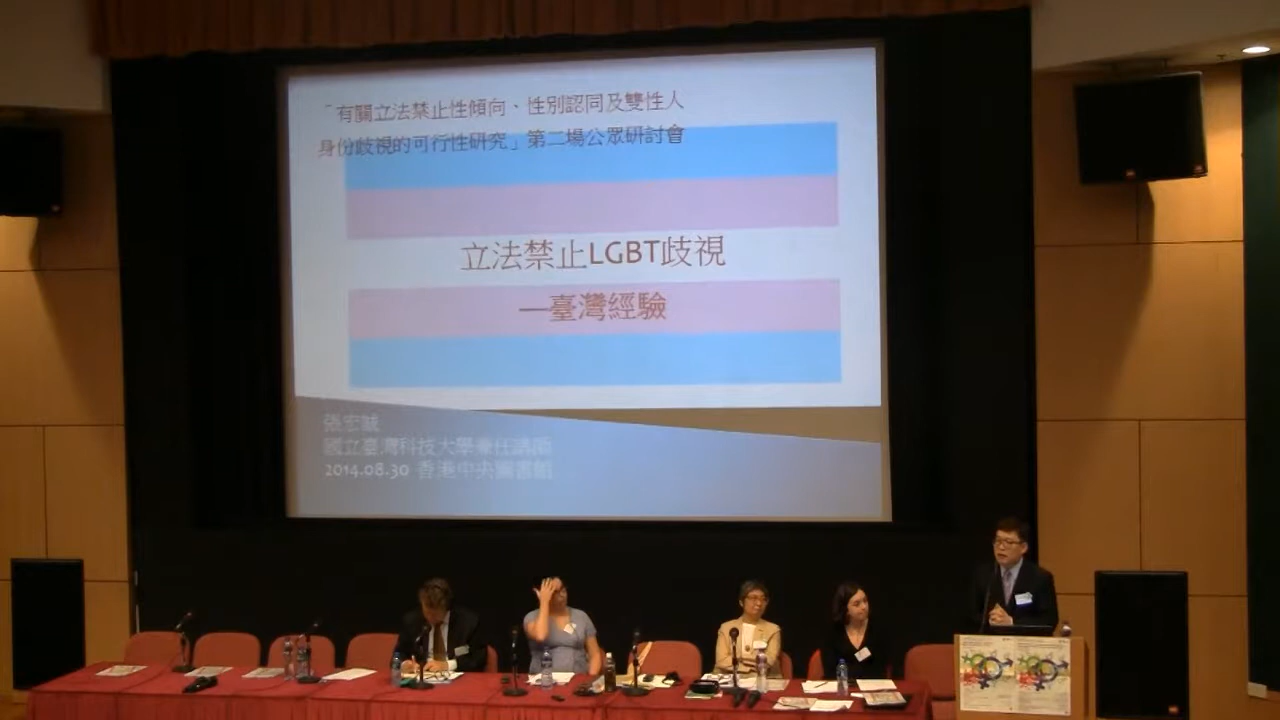 「有關立法禁止性傾向、性別認同及雙性人
身份歧視的可行性研究」第二場公眾研討會
立法禁止LGBT歧視
—臺灣經驗
張宏誠
國立臺灣科技大學兼任講師
2014.08.30 香港中央圖書館